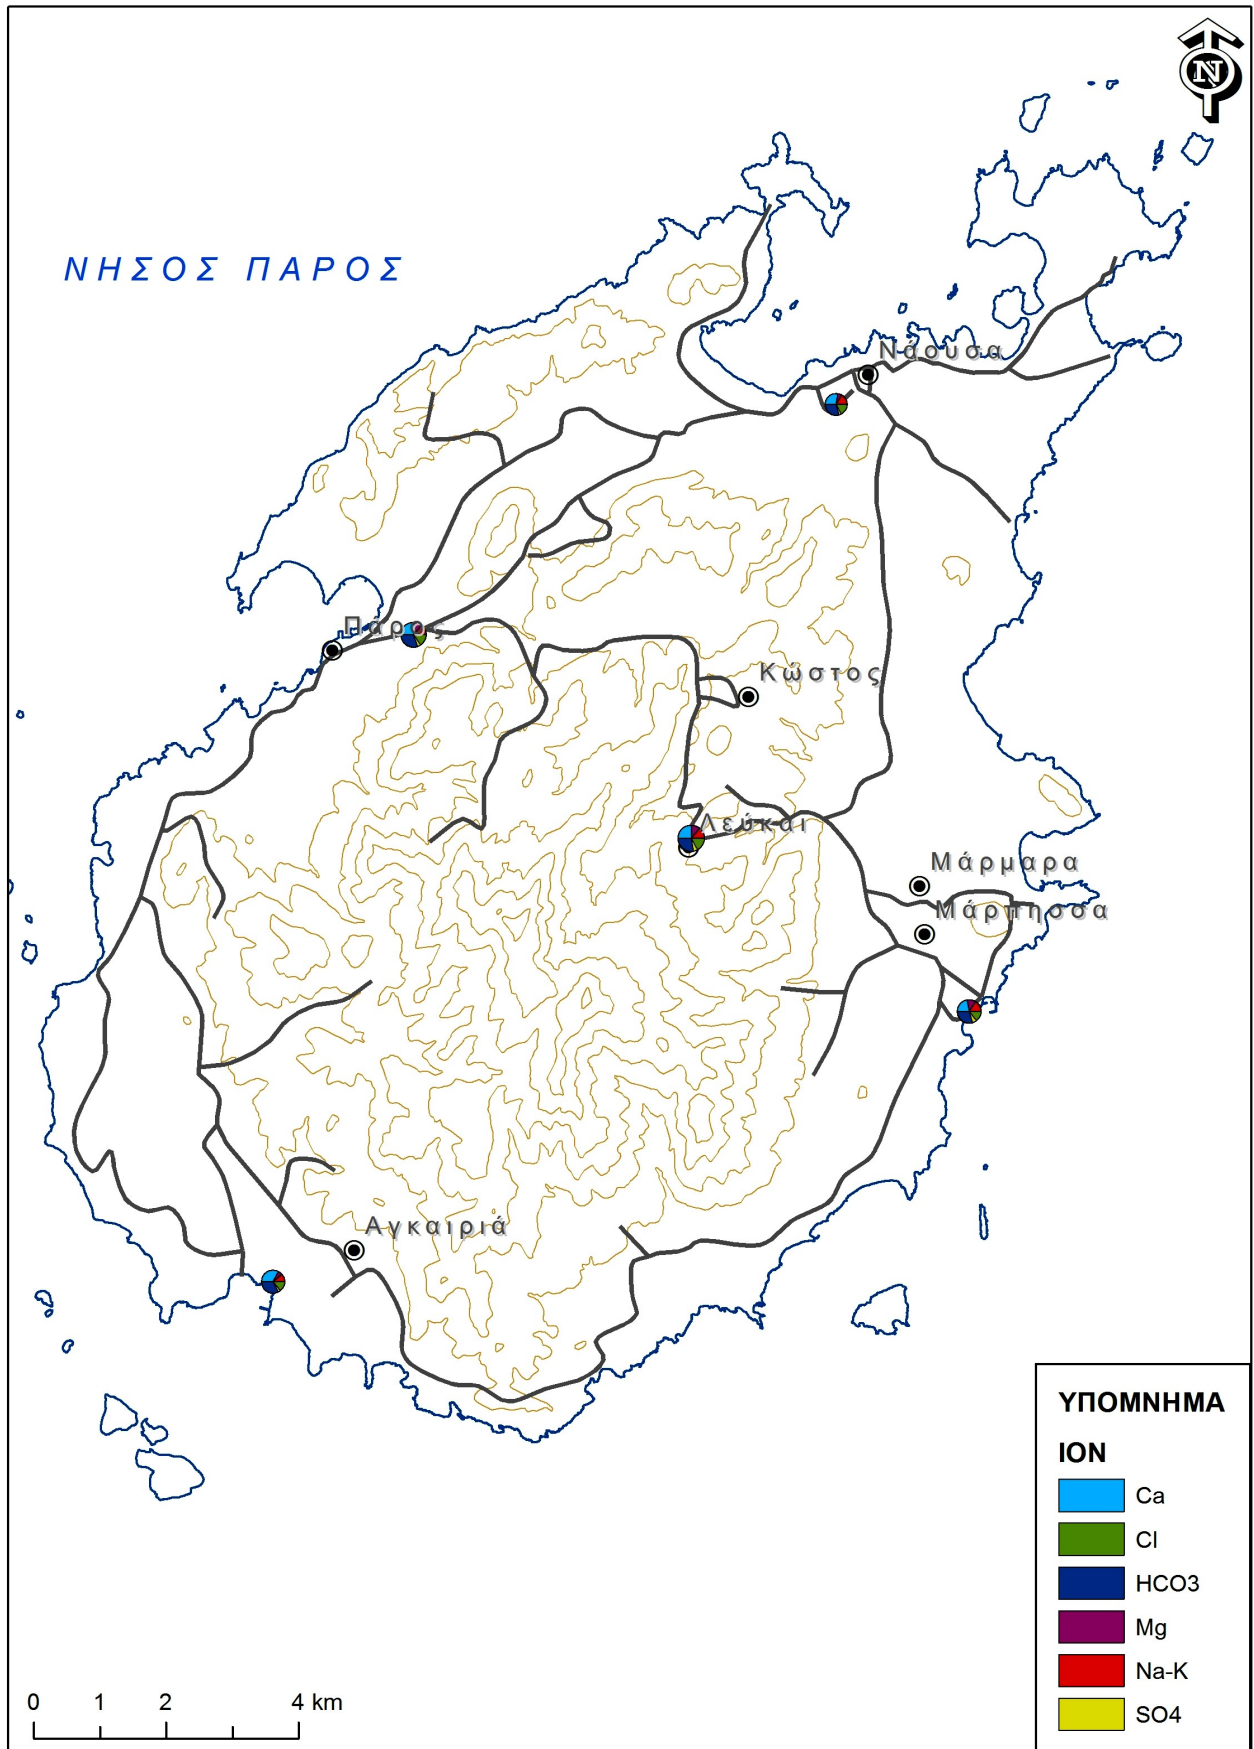 N
ΝΗΣΟΣ ΠΑΡΟΣ
Νάουσα
Πάρος
Κώστος
Λεύκαι
Μάρμαρα
Μάρπησσα
Αγκαιριά
ΥΠΟΜΝΗΜΑ
ΙΟΝ
Ca
Cl
HCO3
Mg
Na-K
SO4
0 1 2 4 km